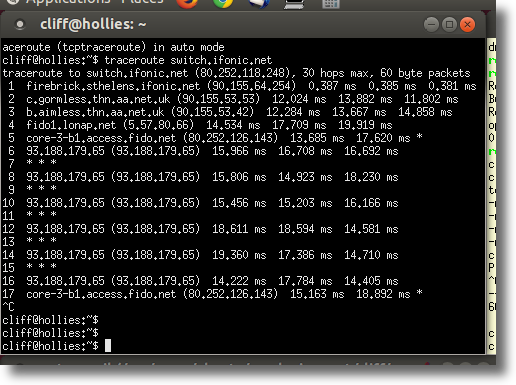 Applications Places
cliff@hollies: ~
aceroute (tcptraceroute) in auto mode
cliff@hollies:~$ traceroute switch.ifonic.net
traceroute to switch.ifonic.net (80.252.118.248), 30 hops max, 60 byte packets
1 firebrick.sthelens.ifonic.net (90.155.64.254) 0.387 ms 0.385 ms 0.381 ms
2 c.gormless.thn.aa.net.uk (90.155.53.53) 12.024 ms 13.882 ms 11.802 ms
3 b.aimless.thn.aa.net.uk (90.155.53.42) 12.284 ms 13.667 ms 14.858 ms
4 fido1.lonap.net (5.57.80.66) 14.534 ms 17.709 ms 19.919 ms
5 core-3-b1.access.fido.net (80.252.126.143) 13.685 ms 17.620 ms *
6 93.188.179.65 (93.188.179.65) 15.966 ms 16.708 ms 16.692 ms
7 * * *
8 93.188.179.65 (93.188.179.65) 15.806 ms 14.923 ms 18.230 ms
9 * * *
10 93.188.179.65 (93.188.179.65) 15.456 ms 15.203 ms 16.166 ms
11 * * *
12 93.188.179.65 (93.188.179.65) 18.611 ms 18.594 ms 14.581 ms
13 * * *
14 93.188.179.65 (93.188.179.65) 19.360 ms 17.386 ms 14.710 ms
15 * * *
16 93.188.179.65 (93.188.179.65) 14.222 ms 17.784 ms 14.405 ms
17 core-3-b1.access.fido.net (80.252.126.143) 15.163 ms 18.892 ms *
^C
cliff@hollies:~$
cliff@hollies:~$
cliff@hollies:~$